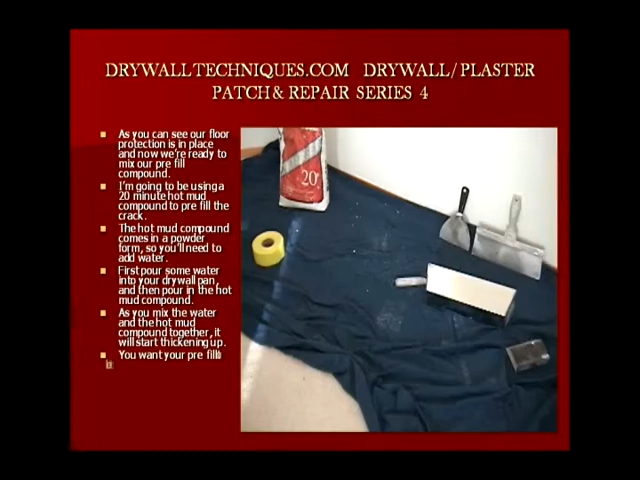 DRYWALLTECHNIQUES.COM DRYWALL/PLASTER
PATCH & REPAIR SERIES 4
As you can see our floor
protection is in place
and now we're ready to
mix our pre fill
compound.
I'm going to be using a
20 minute hot mud
compound to pre fill the
crack.
The hot mud compound
comes in a powder
form, so you'll need to
add water.
First pour some water
into your drywall pan,
and then pour in the hot
mud compound.
As you mix the water
and the hot mud
compound together, it
will start thickening up.
You want your pre fill
20